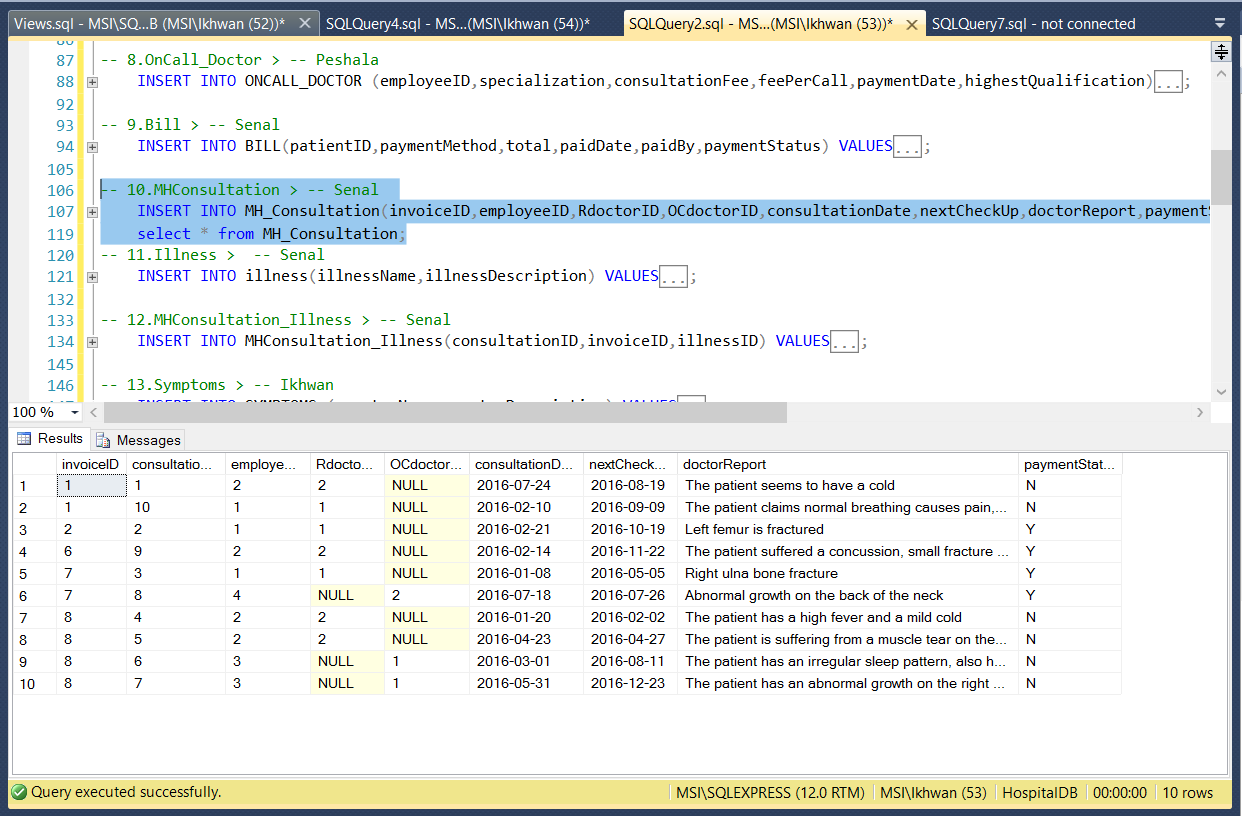 Views.sql - MSI\SQ...B (MSI\Ikhwan (52))* SQLQuery4.sql - MS...(MSI\Ikhwan (54))* SQLQuery2.sql - MS...(MSI\Ikhwan (53))* SQLQuery7.sql - not connected
86
87 -- 8.OnCall_Doctor > -- Peshala
88 INSERT INTO ONCALL_DOCTOR (employeeID,specialization,consultationFee,feePerCall,paymentDate,highestQualification)...;
92
93 -- 9.Bill > -- Senal
94 INSERT INTO BILL(patientID,paymentMethod,total,paidDate,paidBy,paymentStatus) VALUES...;
105
106 -- 10.MHConsultation > -- Senal
107 INSERT INTO MH_Consultation(invoiceID,employeeID,RdoctorID,OCdoctorID,consultationDate,nextCheckUp,doctorReport,paymentS
119 select * from MH_Consultation;
120 -- 11.Illness > -- Senal
121 INSERT INTO illness(illnessName,illnessDescription) VALUES...;
132
133 -- 12.MHConsultation_Illness > -- Senal
134 INSERT INTO MHConsultation_Illness(consultationID,invoiceID,illnessID) VALUES...;
145
146 -- 13.Symptoms > -- Ikhwan
100 %
Results Messages
invoiceID consultatio... employe... Rdocto... OCdoctor... consultationD... nextCheck... doctorReport paymentStat...
1 1 1 2 2 NULL 2016-07-24 2016-08-19 The patient seems to have a cold N
2 1 10 1 1 NULL 2016-02-10 2016-09-09 The patient claims normal breathing causes pain,... N
3 2 2 1 1 NULL 2016-02-21 2016-10-19 Left femur is fractured Y
4 6 9 2 2 NULL 2016-02-14 2016-11-22 The patient suffered a concussion, small fracture ... Y
5 7 3 1 1 NULL 2016-01-08 2016-05-05 Right ulna bone fracture Y
6 7 8 4 NULL 2 2016-07-18 2016-07-26 Abnormal growth on the back of the neck Y
7 8 4 2 2 NULL 2016-01-20 2016-02-02 The patient has a high fever and a mild cold N
8 8 5 2 2 NULL 2016-04-23 2016-04-27 The patient is suffering from a muscle tear on the... N
9 8 6 3 NULL 1 2016-03-01 2016-08-11 The patient has an irregular sleep pattern, also h... N
10 8 7 3 NULL 1 2016-05-31 2016-12-23 The patient has an abnormal growth on the right ... N
Query executed successfully. MSI\SQLEXPRESS (12.0 RTM) MSI\Ikhwan (53) HospitalDB 00:00:00 10 rows